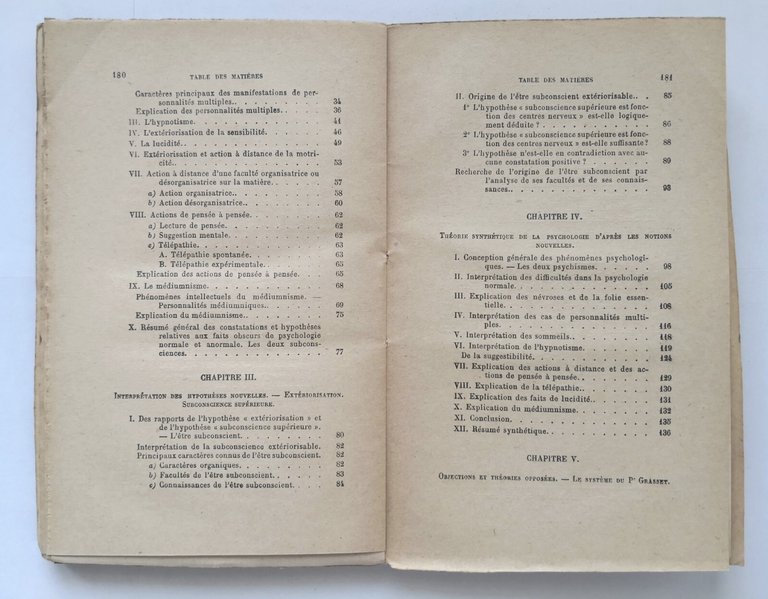 180 TABLE DES MATIÈRES
Caractères principaux des manifestations de per-
sonnalités multiples. . . . . . . . . . 34
Explication des personnalités multiples. . . . . 36
III. L'hypnotisme . . . . . . . . . . . 41
IV. L'extériorisation de la sensibilité. . . . . . 46
V. La lucidité. . . . . . . . . . . . 49
VI. Extériorisation et action à distance de la motri-
cité. . . . . . . . . . . . . . 53
VII. Action à distance d'une faculté organisatrice ou
désorganisatrice sur la matière. . . . . . . 57
a) Action organisatrice. . . . . . . . . 58
b) Action désorganisatrice. . . . . . . . 60
VIII. Actions de pensée à pensée. . . . . . . 62
a) Lecture de pensée. . . . . . . . . . 62
b) Suggestion mentale. . . . . . . . . . 62
c) Télépathie. . . . . . . . . . . . 63
A. Télépathie spontanée. . . . . . . . . 63
B. Télépathie expérimentale. . . . . . . . 63
Explication des actions de pensée à pensée. . . . 65
IX. Le médiumnisme . . . . . . . . . . 68
Phénomènes intellectuels du médiumnisme. —
Personnalités médiumniques. . . . . . . . 69
Explication du médiumnisme. . . . . . . . 75
X. Résumé général des constatations et hypothèses
relatives aux faits obscurs de psychologie
normale et anormale. Les deux subcons-
ciences. . . . . . . . . . . . . 77
CHAPITRE III.
INTERPRÉTATION DES HYPOTHÈSES NOUVELLES. — EXTÉRIORISATION.
SUBCONSCIENCE SUPÉRIEURE.
I. Des rapports de l'hypothèse « extériorisation » et
de l'hypothèse « subconscience supérieure ».
— L'être subconscient. . . . . . . . . 80
Interprétation de la subconscience extériorisable. 82
Principaux caractères connus de l'être subconscient. 82
a) Caractères organiques. . . . . . . . . 82
b) Facultés de l'être subconscient. . . . . . 83
c) Connaissances de l'être subconscient. . . . 84
TABLE DES MATIÈRES 181
II. Origine de l'être subconscient extériorisable. . . 85
1° L'hypothèse « subconscience supérieure est fonc-
tion des centres nerveux » est-elle logique-
ment déduite ? . . . . . . . . . . . 86
2° L'hypothèse « subconscience supérieure est fonc-
tion des centres nerveux » est-elle suffisante ? 88
3° L'hypothèse n'est-elle en contradiction avec au-
cune constatation positive ? . . . . . . . 89
Recherche de l'origine de l'être subconscient par
l'analyse de ses facultés et de ses connais-
sances. . . . . . . . . . . . . . 93
CHAPITRE IV.
THÉORIE SYNTHÉTIQUE DE LA PSYCHOLOGIE D'APRÈS LES NOTIONS
NOUVELLES.
I. Conception générale des phénomènes psychologi-
ques. — Les deux psychismes. . . . . . . 98
II. Interprétation des difficultés dans la psychologie
normale. . . . . . . . . . . . . 105
III. Explication des névroses et de la folie essen-
tielle. . . . . . . . . . . . . . 108
IV. Interprétation des cas de personnalités multi-
ples. . . . . . . . . . . . . . 116
V. Interprétation des sommeils. . . . . . . . 118
VI. Interprétation de l'hypnotisme. . . . . . . 119
De la suggestibilité. . . . . . . . . . 124
VII. Explication des actions à distance et des ac-
tions de pensée à pensée. . . . . . . . . 129
VIII. Explication de la télépathie. . . . . . . 130
IX. Explication des faits de lucidité. . . . . . 131
X. Explication du médiumnisme. . . . . . . . 132
XI. Conclusion. . . . . . . . . . . . 135
XII. Résumé synthétique. . . . . . . . . . 136
CHAPITRE V.
OBJECTIONS ET THÉORIES OPPOSÉES. — LE SYSTÈME DU Pr GRASSET.